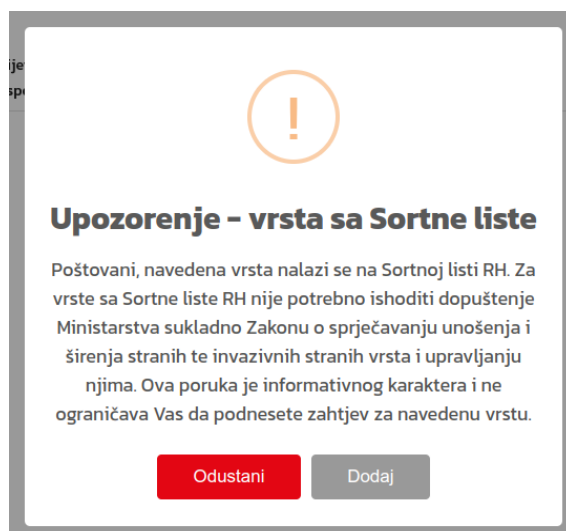 ije
spo
!
Upozorenje - vrsta sa Sortne liste
Poštovani, navedena vrsta nalazi se na Sortnoj listi RH. Za
vrste sa Sortne liste RH nije potrebno ishoditi dopuštenje
Ministarstva sukladno Zakonu o sprječavanju unošenja i
širenja stranih te invazivnih stranih vrsta i upravljanju
njima. Ova poruka je informativnog karaktera i ne
ograničava Vas da podnesete zahtjev za navedenu vrstu.
Odustani Dodaj